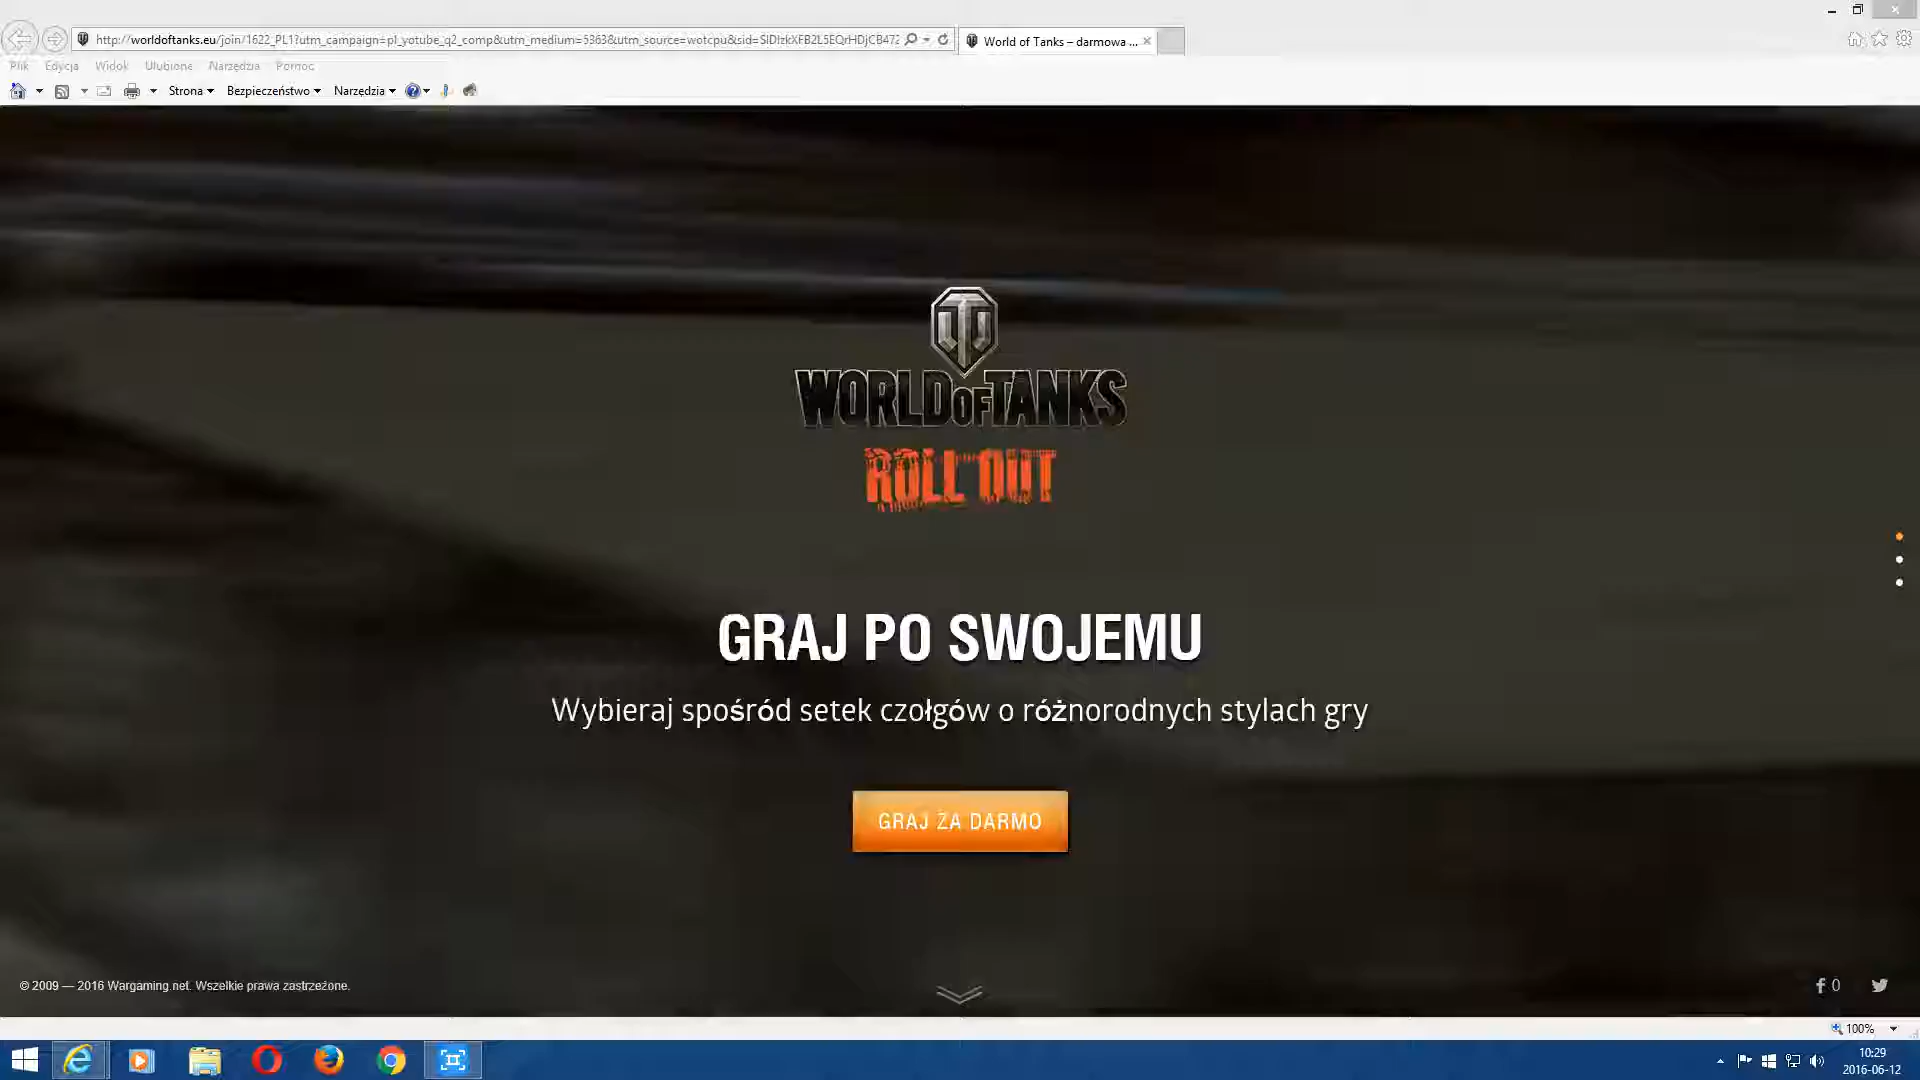 http://worldoftanks.eu/join/1622_PL1?utm_campaign=pl_yotube_q2_comp&utm_medium=5363&utm_source=wotcpu&sid=
World of Tanks – darmowa ...
Plik Edycja Widok Ulubione Narzędzia Pomoc
Strona Bezpieczeństwo Narzędzia
WORLD OF TANKS
ROLL OUT
GRAJ PO SWOJEMU
Wybieraj spośród setek czołgów o różnorodnych stylach gry
GRAJ ZA DARMO
© 2009 — 2016 Wargaming.net. Wszelkie prawa zastrzeżone.
0
100%
10:29
2016-06-12